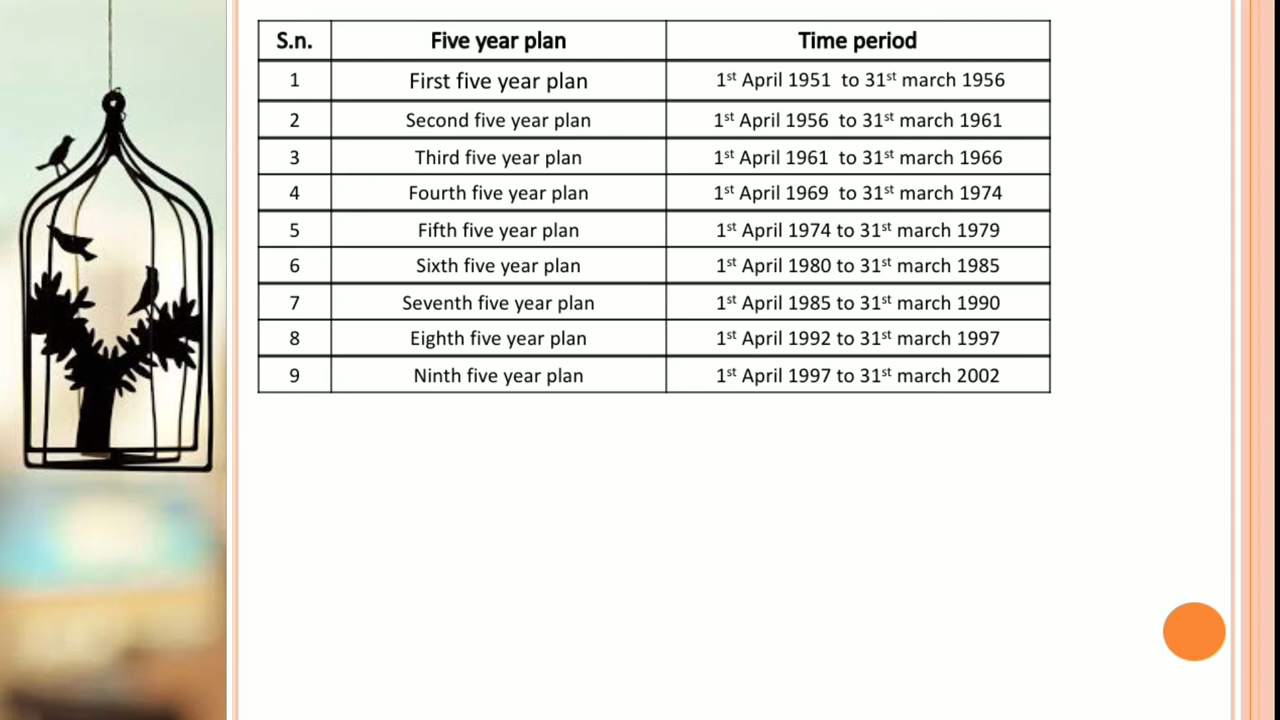 S.n. Five year plan Time period
1 First five year plan 1st April 1951 to 31st march 1956
2 Second five year plan 1st April 1956 to 31st march 1961
3 Third five year plan 1st April 1961 to 31st march 1966
4 Fourth five year plan 1st April 1969 to 31st march 1974
5 Fifth five year plan 1st April 1974 to 31st march 1979
6 Sixth five year plan 1st April 1980 to 31st march 1985
7 Seventh five year plan 1st April 1985 to 31st march 1990
8 Eighth five year plan 1st April 1992 to 31st march 1997
9 Ninth five year plan 1st April 1997 to 31st march 2002